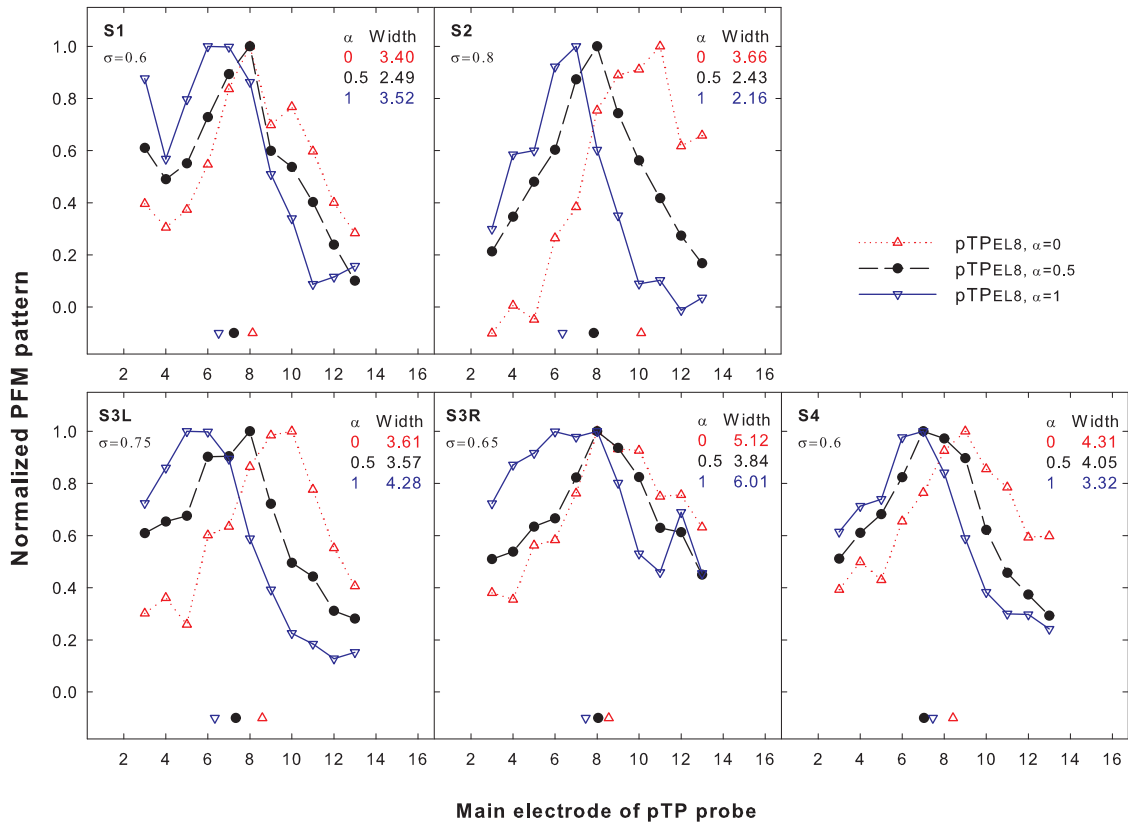 S1
σ=0.6
α Width
0 3.40
0.5 2.49
1 3.52
S2
σ=0.8
α Width
0 3.66
0.5 2.43
1 2.16
1.0
0.8
0.6
0.4
0.2
0.0
2 4 6 8 10 12 14 16
2 4 6 8 10 12 14 16
pTPEL8, α=0
pTPEL8, α=0.5
pTPEL8, α=1
Normalized PFM pattern
S3L
σ=0.75
α Width
0 3.61
0.5 3.57
1 4.28
S3R
σ=0.65
α Width
0 5.12
0.5 3.84
1 6.01
S4
σ=0.6
α Width
0 4.31
0.5 4.05
1 3.32
1.0
0.8
0.6
0.4
0.2
0.0
2 4 6 8 10 12 14 16
2 4 6 8 10 12 14 16
2 4 6 8 10 12 14 16
Main electrode of pTP probe